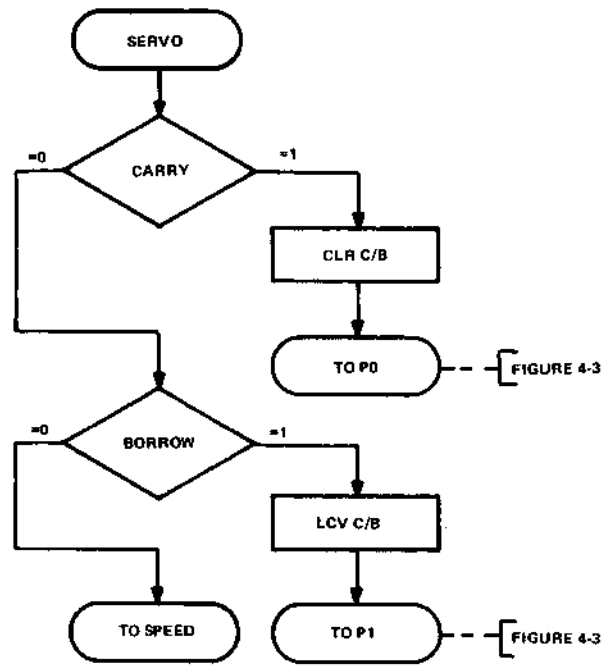 SERVO
=0
CARRY
=1
CLR C/B
TO P0
FIGURE 4-3
=0
BORROW
=1
LCV C/B
TO SPEED
TO P1
FIGURE 4-3